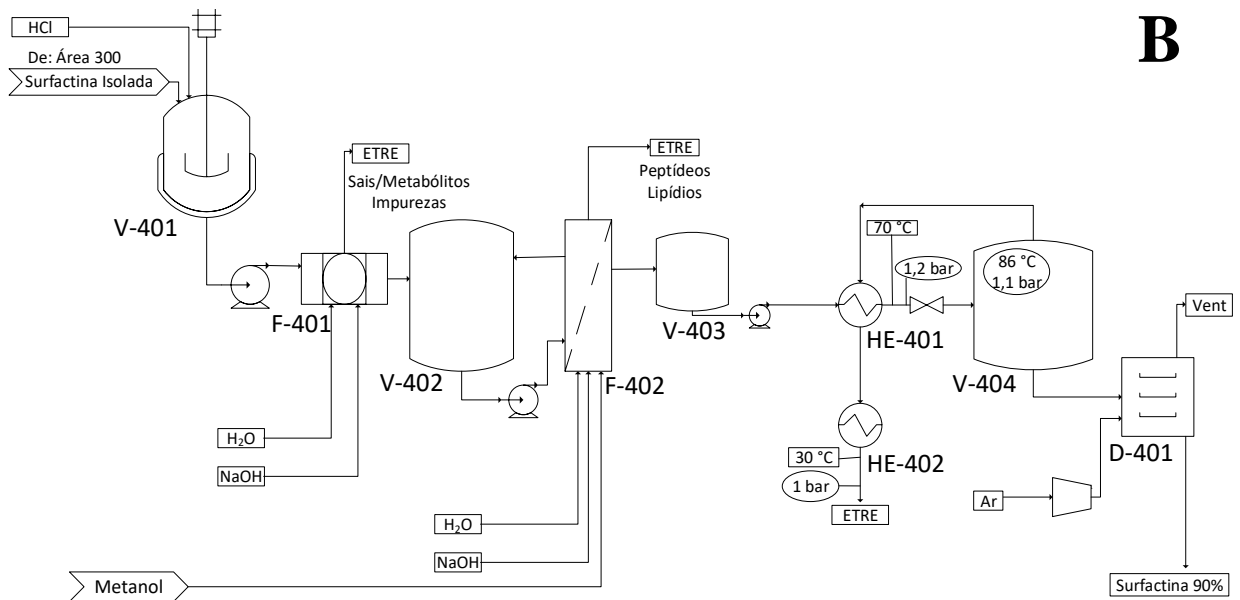 B
HCl
De: Área 300
Surfactina Isolada
V-401
ETRE
Sais/Metabólitos
Impurezas
F-401
H₂O
NaOH
V-402
ETRE
Peptídeos
Lipídios
F-402
H₂O
NaOH
Metanol
V-403
70 °C
1,2 bar
HE-401
86 °C
1,1 bar
V-404
HE-402
30 °C
1 bar
ETRE
Vent
D-401
Ar
Surfactina 90%